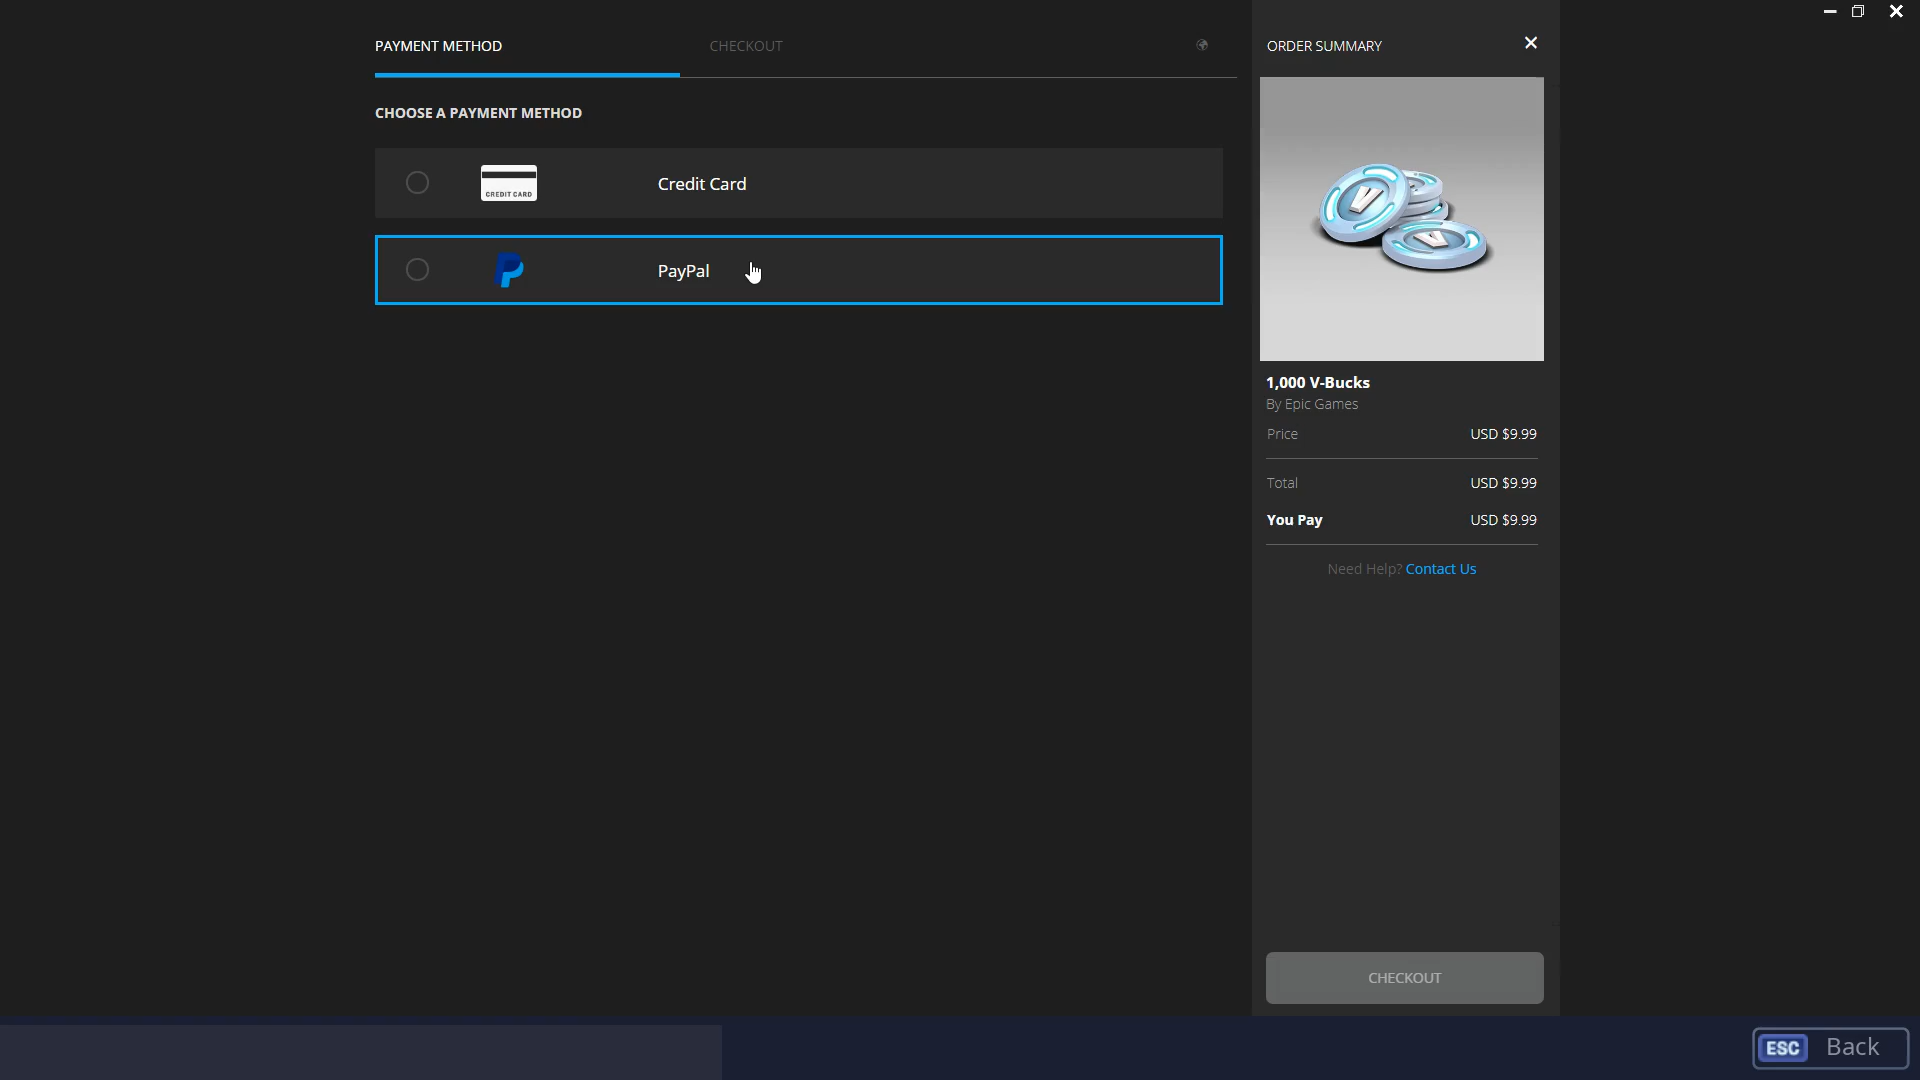 PAYMENT METHOD
CHECKOUT
CHOOSE A PAYMENT METHOD
CREDIT CARD
Credit Card
PayPal
ORDER SUMMARY
1,000 V-Bucks
By Epic Games
Price USD $9.99
Total USD $9.99
You Pay USD $9.99
Need Help? Contact Us
CHECKOUT
ESC Back